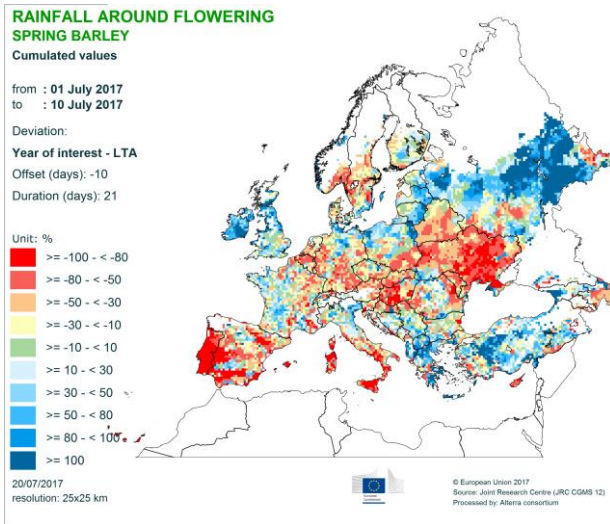 RAINFALL AROUND FLOWERING
SPRING BARLEY
Cumulated values
from : 01 July 2017
to : 10 July 2017
Deviation:
Year of interest - LTA
Offset (days): -10
Duration (days): 21
Unit: %
>= -100 - < -80
>= -80 - < -50
>= -50 - < -30
>= -30 - < -10
>= -10 - < 10
>= 10 - < 30
>= 30 - < 50
>= 50 - < 80
>= 80 - < 100
>= 100
20/07/2017
resolution: 25x25 km
© European Union 2017
Source: Joint Research Centre (JRC CGMS 12)
Processed by: Alterra consortium